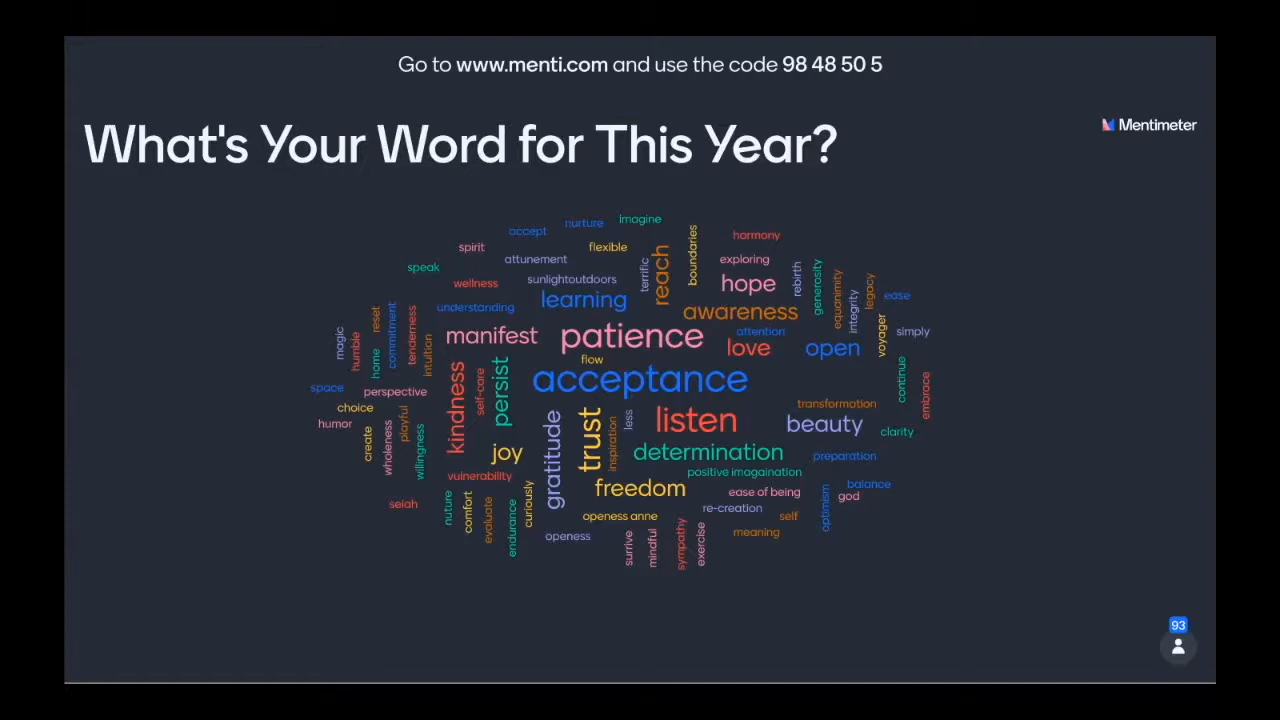 Go to www.menti.com and use the code 98 48 50 5
What's Your Word for This Year?
Mentimeter
imagine
nurture
accept
harmony
boundaries
spirit
flexible
reach
attunement
exploring
terrific
speak
sunlightoutdoors
hope
rebirth
generosity
wellness
equanimity
legacy
learning
ease
understanding
awareness
integrity
reset
commitment
tenderness
manifest
patience
attention
voyager
simply
magic
humble
intuition
love
open
home
flow
space
perspective
kindness
self-care
persist
acceptance
continue
embrace
choice
transformation
humor
playful
gratitude
trust
less
listen
beauty
clarity
create
wholeness
willingness
joy
inspiration
determination
preparation
vulnerability
positive imagaination
freedom
ease of being
balance
god
selah
nuture
comfort
evaluate
endurance
curiously
openess anne
re-creation
self
optimism
openess
meaning
surrive
mindful
sympathy
exercise
93